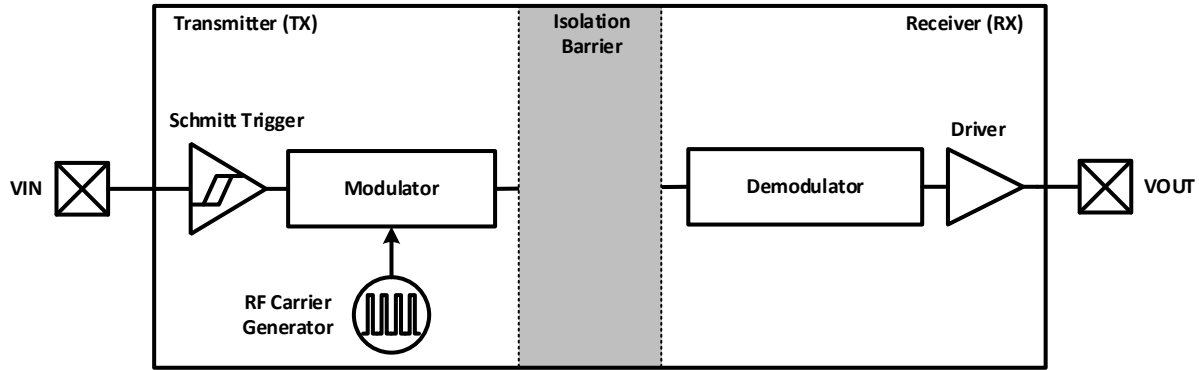 Transmitter (TX)
Isolation
Barrier
Receiver (RX)
Schmitt Trigger
Driver
VIN
Modulator
Demodulator
VOUT
RF Carrier
Generator